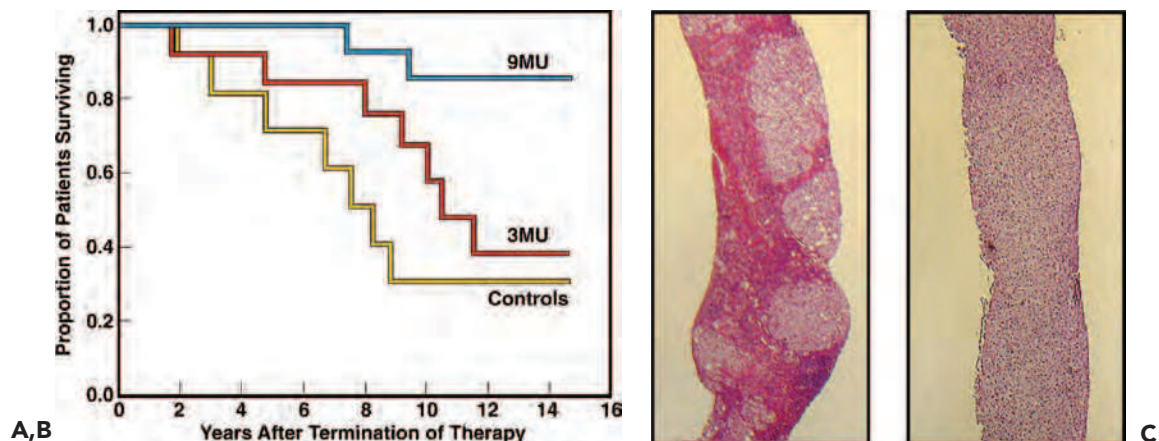 Proportion of Patients Surviving
1.0
0.8
0.6
0.4
0.2
0.0
9MU
3MU
Controls
0 2 4 6 8 10 12 14 16
Years After Termination of Therapy
A,B
C